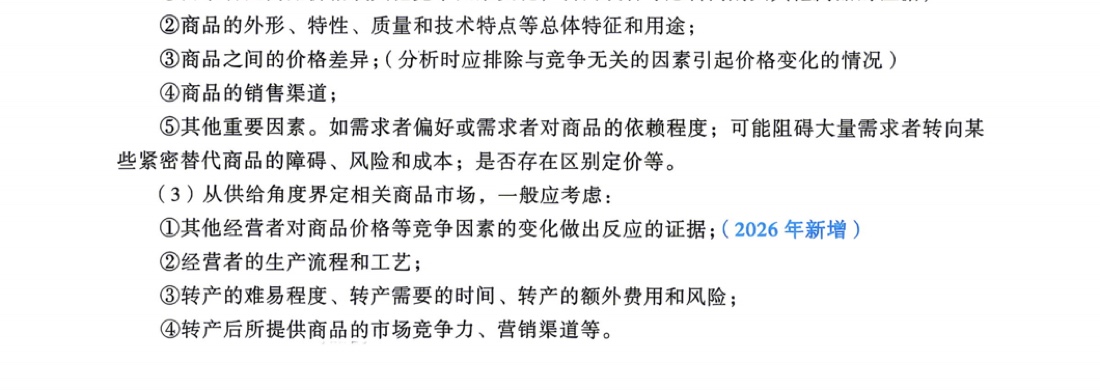 ②商品的外形、特性、质量和技术特点等总体特征和用途;
③商品之间的价格差异;(分析时应排除与竞争无关的因素引起价格变化的情况)
④商品的销售渠道;
⑤其他重要因素。如需求者偏好或需求者对商品的依赖程度;可能阻碍大量需求者转向某
些紧密替代商品的障碍、风险和成本;是否存在区别定价等。
(3)从供给角度界定相关商品市场,一般应考虑:
①其他经营者对商品价格等竞争因素的变化做出反应的证据;(2026年新增)
②经营者的生产流程和工艺;
③转产的难易程度、转产需要的时间、转产的额外费用和风险;
④转产后所提供商品的市场竞争力、营销渠道等。